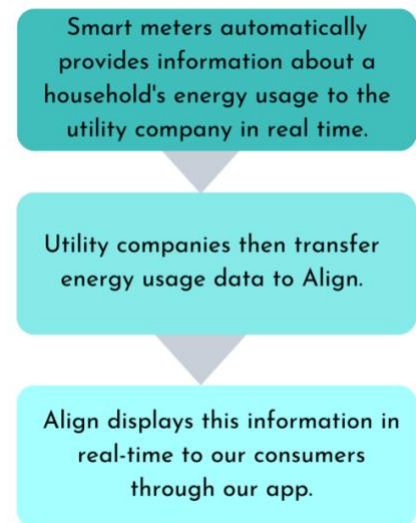 Smart meters automatically
provides information about a
household's energy usage to the
utility company in real time.
Utility companies then transfer
energy usage data to Align.
Align displays this information in
real-time to our consumers
through our app.